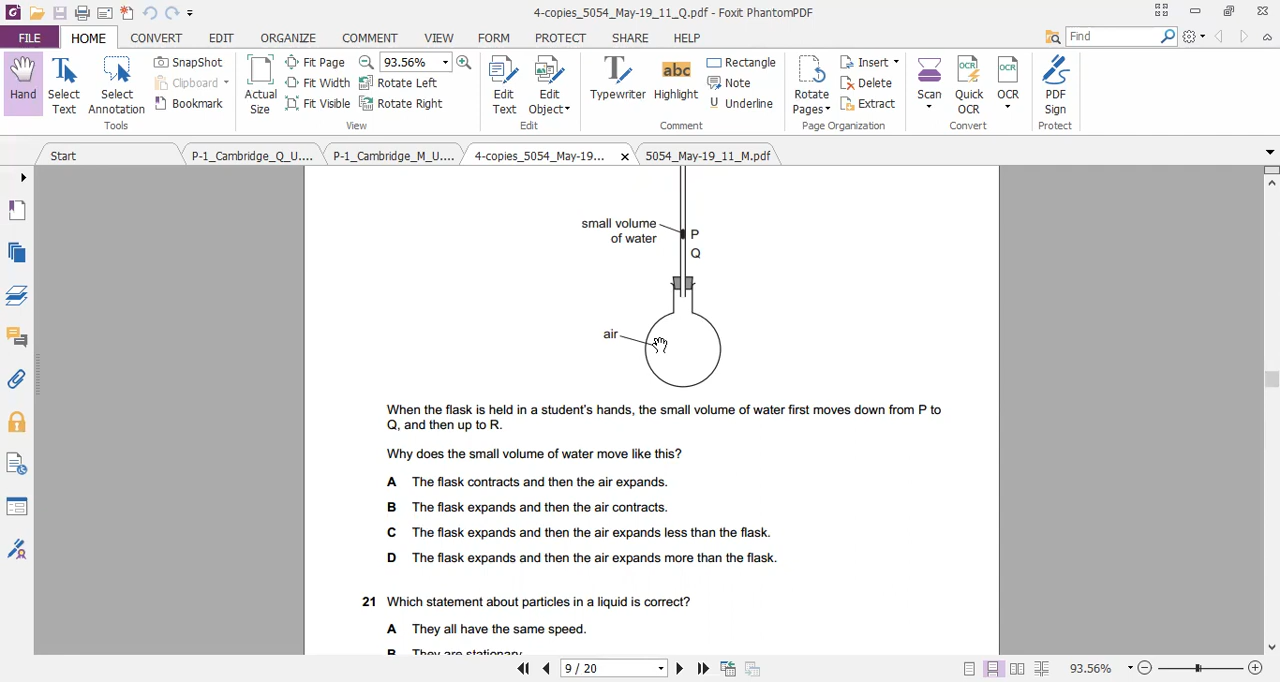 4-copies_5054_May-19_11_Q.pdf - Foxit PhantomPDF
FILE HOME CONVERT EDIT ORGANIZE COMMENT VIEW FORM PROTECT SHARE HELP
Find
Hand
Select Text
Select Annotation
SnapShot
Clipboard
Bookmark
Tools
Actual Size
Fit Page
Fit Width
Fit Visible
93.56%
Rotate Left
Rotate Right
View
Edit Text
Edit Object
Edit
Typewriter
abc
Highlight
Rectangle
Note
Underline
Comment
Rotate Pages
Insert
Delete
Extract
Page Organization
Scan
OCR
Quick OCR
OCR
OCR
Convert
PDF Sign
Protect
Start
P-1_Cambridge_Q_U....
P-1_Cambridge_M_U....
4-copies_5054_May-19...
5054_May-19_11_M.pdf
small volume
of water
P
Q
air
When the flask is held in a student's hands, the small volume of water first moves down from P to
Q, and then up to R.
Why does the small volume of water move like this?
A The flask contracts and then the air expands.
B The flask expands and then the air contracts.
C The flask expands and then the air expands less than the flask.
D The flask expands and then the air expands more than the flask.
21 Which statement about particles in a liquid is correct?
A They all have the same speed.
B They are stationary.
9 / 20
93.56%